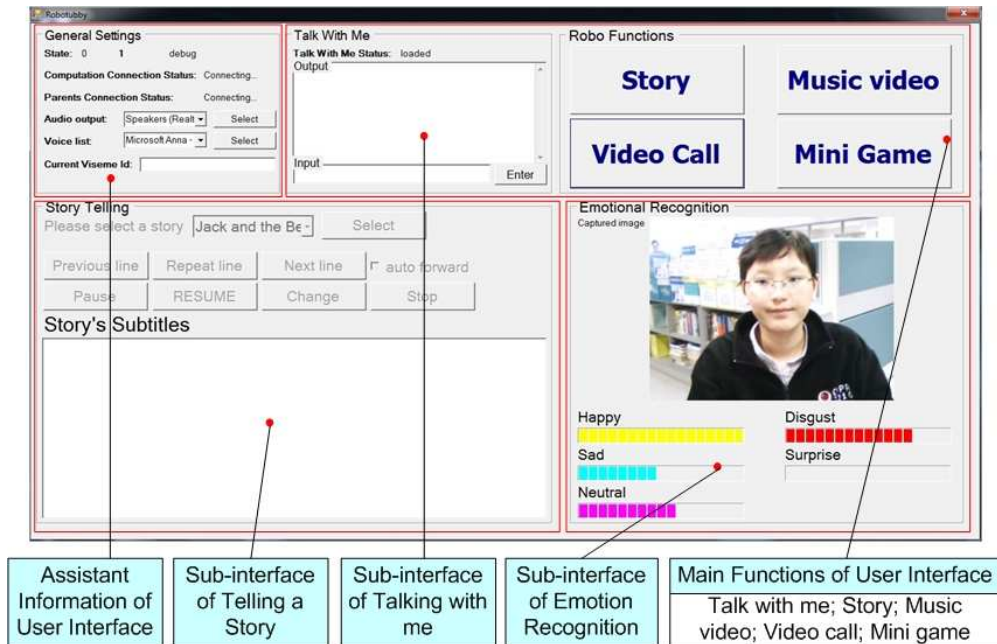 Robotubby
General Settings
State: 0 1 debug
Computation Connection Status: Connecting...
Parents Connection Status: Connecting...
Audio output: Speakers (Realt Select
Voice list: Microsoft Anna - Select
Current Viseme Id:
Talk With Me
Talk With Me Status: loaded
Output
Input
Enter
Robo Functions
Story Music video
Video Call Mini Game
Story Telling
Please select a story Jack and the Be Select
Previous line Repeat line Next line auto forward
Pause RESUME Change Stop
Story's Subtitles
Emotional Recognition
Captured image
Happy Disgust
Sad Surprise
Neutral
Assistant
Information of
User Interface
Sub-interface
of Telling a
Story
Sub-interface
of Talking with
me
Sub-interface
of Emotion
Recognition
Main Functions of User Interface
Talk with me; Story; Music
video; Video call; Mini game